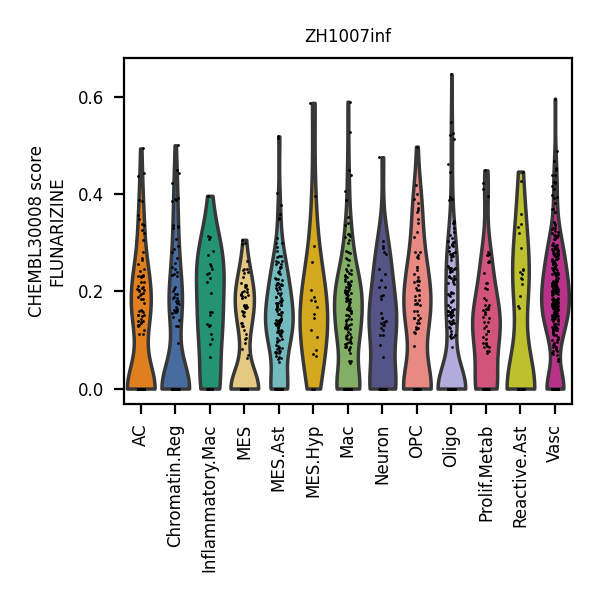 ZH1007inf
CHEMBL30008 score
FLUNARIZINE
0.6
0.4
0.2
0.0
AC
Chromatin.Reg
Inflammatory.Mac
MES
MES.Ast
MES.Hyp
Mac
Neuron
OPC
Oligo
Prolif.Metab
Reactive.Ast
Vasc